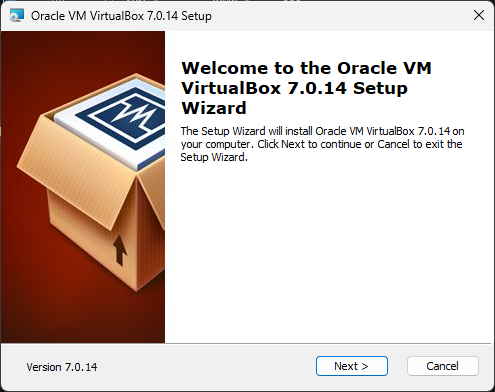 Oracle VM VirtualBox 7.0.14 Setup
Welcome to the Oracle VM
VirtualBox 7.0.14 Setup
Wizard
The Setup Wizard will install Oracle VM VirtualBox 7.0.14 on
your computer. Click Next to continue or Cancel to exit the
Setup Wizard.
Version 7.0.14
Next >
Cancel